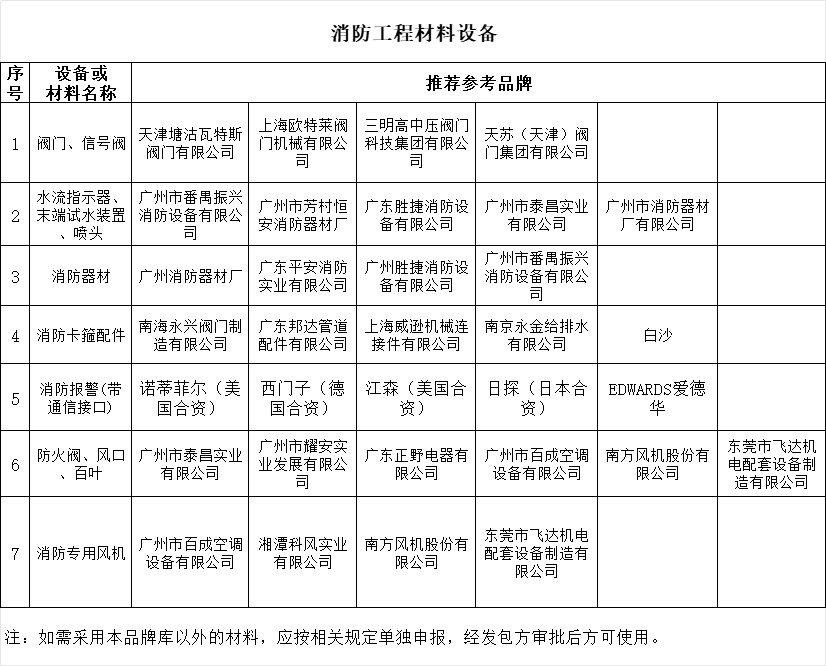 消防工程材料设备
序
号
设备或
材料名称
推荐参考品牌
1
阀门、信号阀
天津塘沽瓦特斯
阀门有限公司
上海欧特莱阀
门机械有限公
司
三明高中压阀门
科技集团有限公
司
天苏（天津）阀
门集团有限公司
2
水流指示器、
末端试水装置
、喷头
广州市番禺振兴
消防设备有限公
司
广州市芳村恒
安消防器材厂
广东胜捷消防设
备有限公司
广州市泰昌实业
有限公司
广州市消防器材
厂有限公司
3
消防器材
广州消防器材厂
广东平安消防
实业有限公司
广州胜捷消防设
备有限公司
广州市番禺振兴
消防设备有限公
司
4
消防卡箍配件
南海永兴阀门制
造有限公司
广东邦达管道
配件有限公司
上海威逊机械连
接件有限公司
南京永金给排水
有限公司
白沙
5
消防报警(带
通信接口)
诺蒂菲尔（美
国合资）
西门子（德
国合资）
江森（美国合
资）
日探（日本合
资）
EDWARDS爱德
华
6
防火阀、风口
、百叶
广州市泰昌实业
有限公司
广州市耀安实
业发展有限公
司
广东正野电器有
限公司
广州市百成空调
设备有限公司
南方风机股份有
限公司
东莞市飞达机
电配套设备制
造有限公司
7
消防专用风机
广州市百成空调
设备有限公司
湘潭科风实业
有限公司
南方风机股份有
限公司
东莞市飞达机电
配套设备制造有
限公司
注：如需采用本品牌库以外的材料，应按相关规定单独申报，经发包方审批后方可使用。